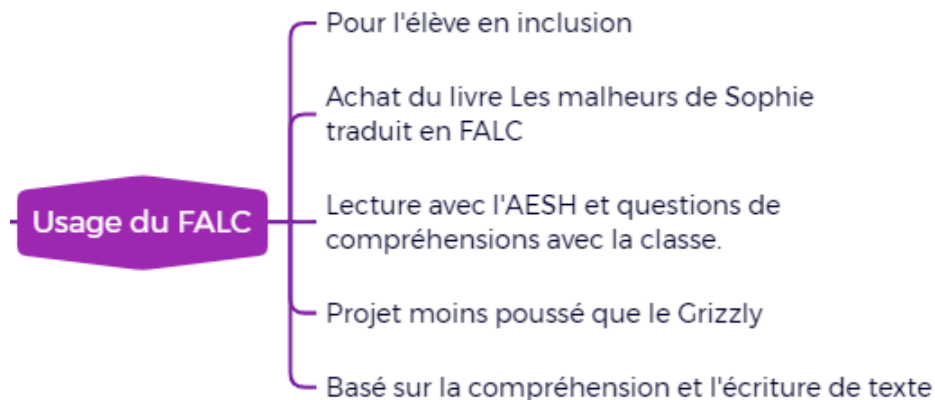 Pour l'élève en inclusion
Achat du livre Les malheurs de Sophie
traduit en FALC
Usage du FALC
Lecture avec l'AESH et questions de
compréhensions avec la classe.
Projet moins poussé que le Grizzly
Basé sur la compréhension et l'écriture de texte